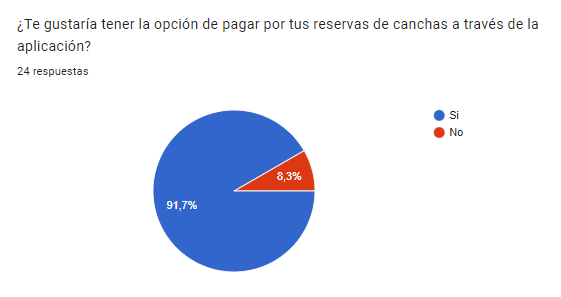 ¿Te gustaría tener la opción de pagar por tus reservas de canchas a través de la
aplicación?
24 respuestas
Si
No
8,3%
91,7%